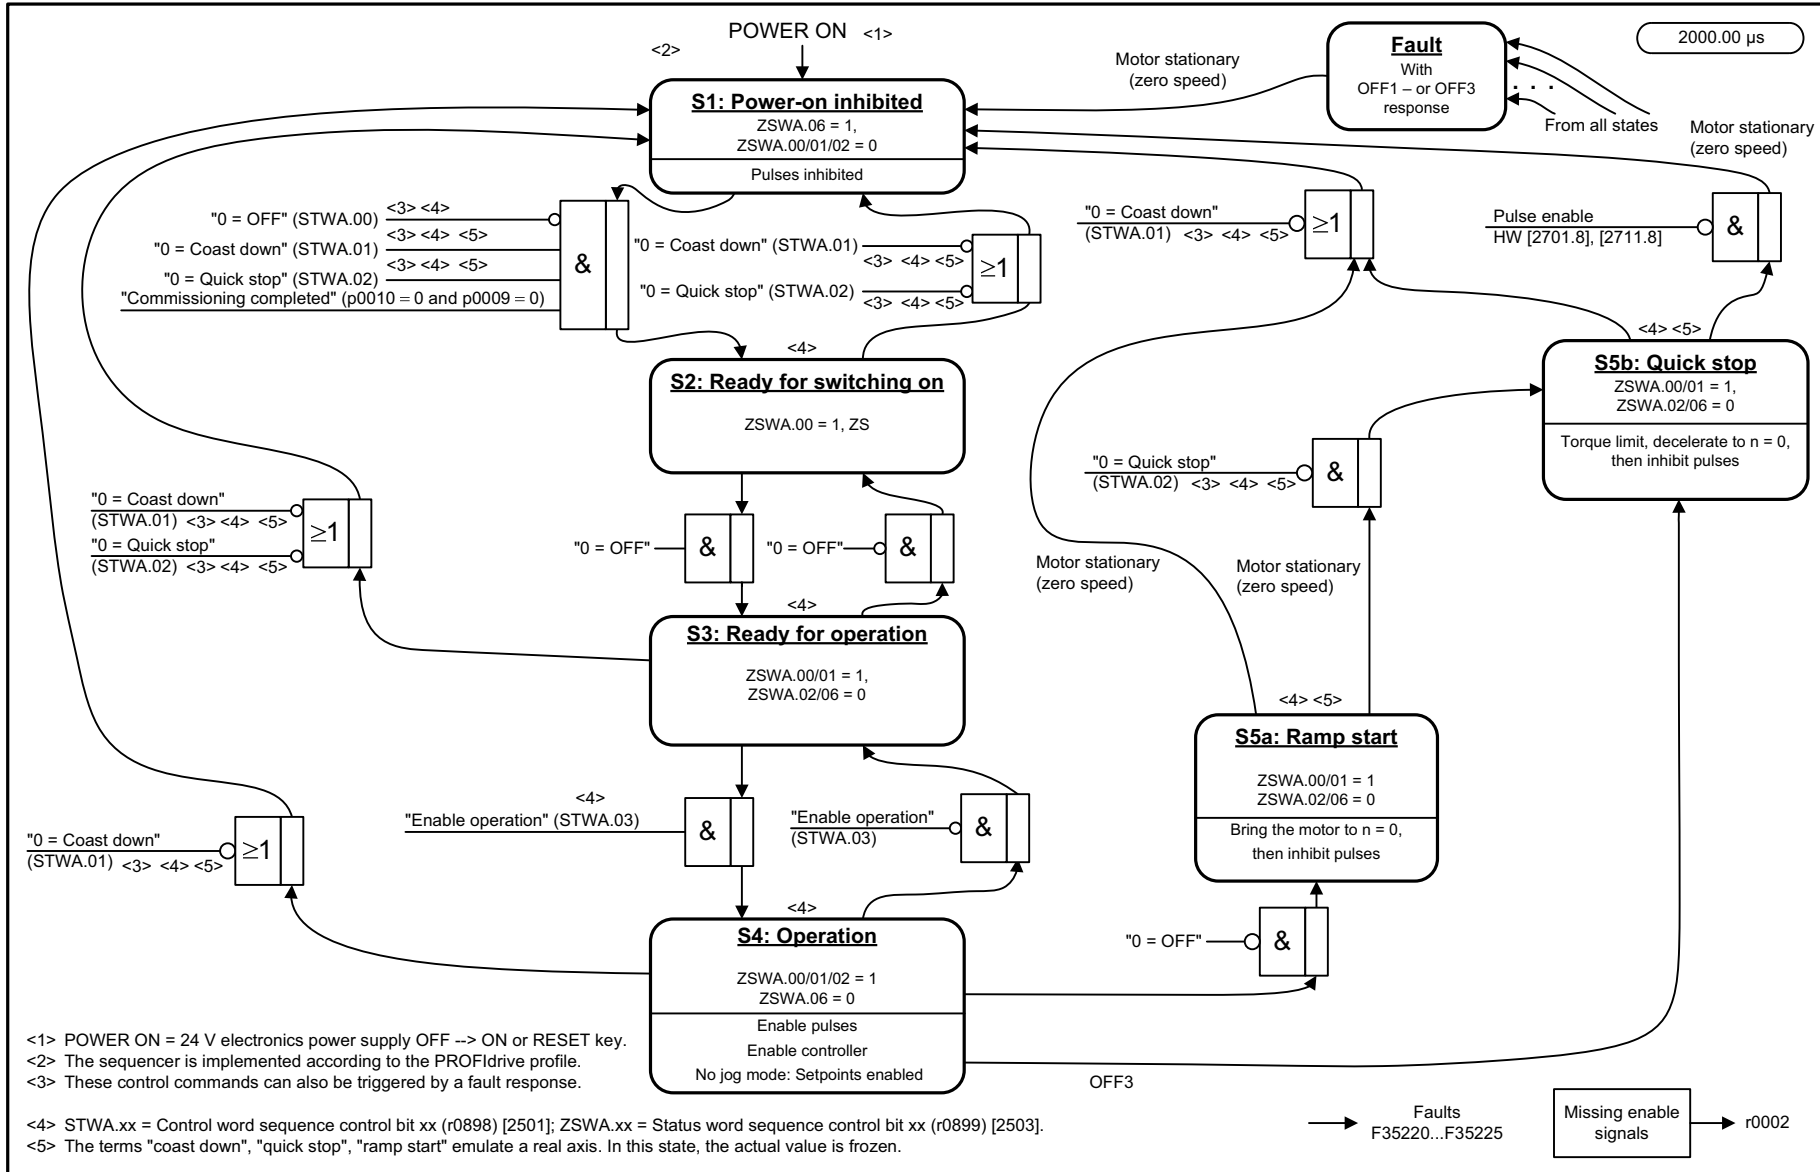 POWER ON <1>
<2>
S1: Power-on inhibited
ZSWA.06 = 1,
ZSWA.00/01/02 = 0
Pulses inhibited
Motor stationary
(zero speed)
Fault
With
OFF1 – or OFF3
response
. . .
From all states
2000.00 µs
Motor stationary
(zero speed)
"0 = OFF" (STWA.00)
<3> <4>
"0 = Coast down" (STWA.01)
<3> <4> <5>
"0 = Quick stop" (STWA.02)
<3> <4> <5>
"Commissioning completed" (p0010 = 0 and p0009 = 0)
&
"0 = Coast down" (STWA.01)
<3> <4> <5>
"0 = Quick stop" (STWA.02)
<3> <4> <5>
≥1
"0 = Coast down"
(STWA.01) <3> <4> <5>
≥1
Pulse enable
HW [2701.8], [2711.8]
&
<4>
S2: Ready for switching on
ZSWA.00 = 1, ZS
<4> <5>
S5b: Quick stop
ZSWA.00/01 = 1,
ZSWA.02/06 = 0
Torque limit, decelerate to n = 0,
then inhibit pulses
"0 = Quick stop"
(STWA.02) <3> <4> <5>
&
"0 = Coast down"
(STWA.01) <3> <4> <5>
"0 = Quick stop"
(STWA.02) <3> <4> <5>
≥1
"0 = OFF"
&
"0 = OFF"
&
Motor stationary
(zero speed)
Motor stationary
(zero speed)
<4>
S3: Ready for operation
ZSWA.00/01 = 1,
ZSWA.02/06 = 0
<4> <5>
S5a: Ramp start
ZSWA.00/01 = 1
ZSWA.02/06 = 0
Bring the motor to n = 0,
then inhibit pulses
"0 = Coast down"
(STWA.01) <3> <4> <5>
≥1
<4>
"Enable operation" (STWA.03)
&
"Enable operation"
(STWA.03)
&
"0 = OFF"
&
<4>
S4: Operation
ZSWA.00/01/02 = 1
ZSWA.06 = 0
Enable pulses
Enable controller
No jog mode: Setpoints enabled
OFF3
<1> POWER ON = 24 V electronics power supply OFF --> ON or RESET key.
<2> The sequencer is implemented according to the PROFIdrive profile.
<3> These control commands can also be triggered by a fault response.
<4> STWA.xx = Control word sequence control bit xx (r0898) [2501]; ZSWA.xx = Status word sequence control bit xx (r0899) [2503].
<5> The terms "coast down", "quick stop", "ramp start" emulate a real axis. In this state, the actual value is frozen.
Faults
F35220...F35225
Missing enable
signals
r0002